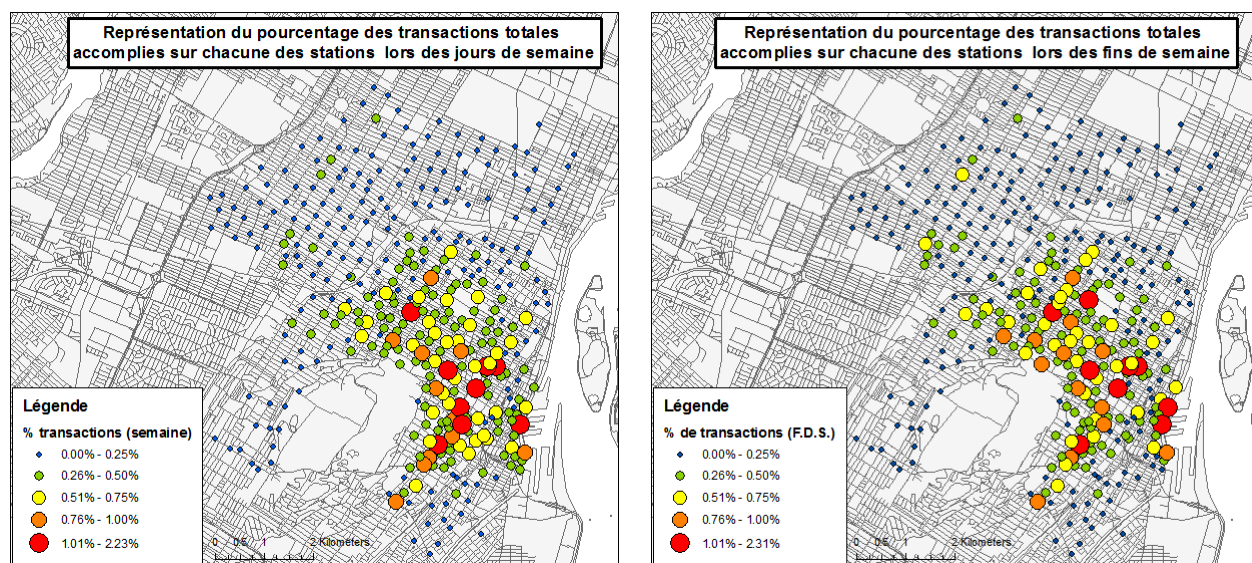 Représentation du pourcentage des transactions totales
accomplies sur chacune des stations lors des jours de semaine
Légende
% transactions (semaine)
0.00% - 0.25%
0.26% - 0.50%
0.51% - 0.75%
0.76% - 1.00%
1.01% - 2.23%
0 0.5 1 2 Kilometers
Représentation du pourcentage des transactions totales
accomplies sur chacune des stations lors des fins de semaine
Légende
% de transactions (F.D.S.)
0.00% - 0.25%
0.26% - 0.50%
0.51% - 0.75%
0.76% - 1.00%
1.01% - 2.31%
0 0.5 1 2 Kilometers